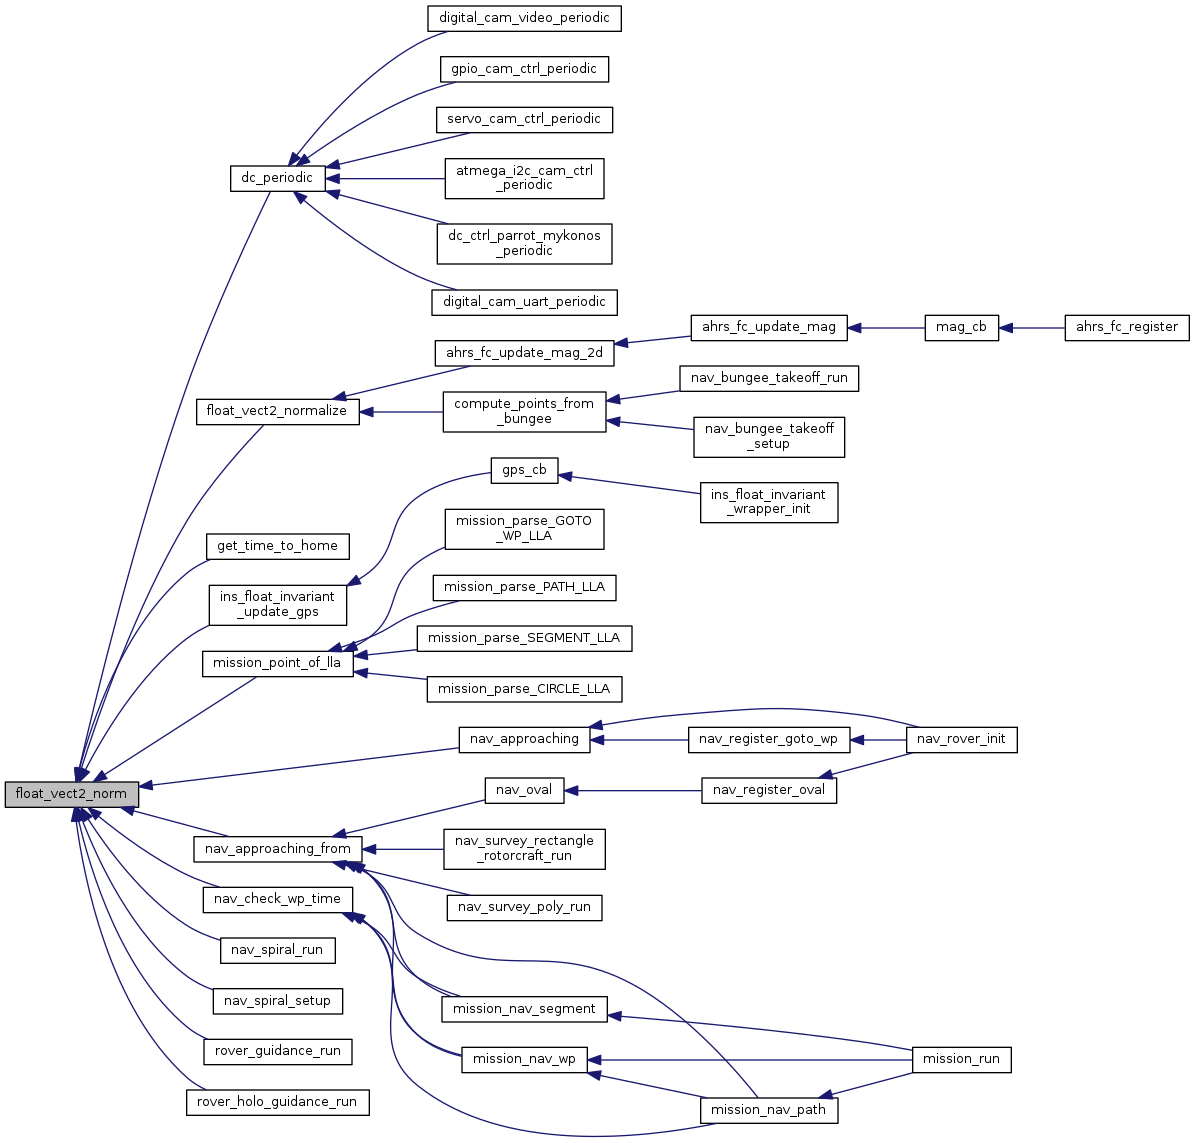 digital_cam_video_periodic
gpio_cam_ctrl_periodic
servo_cam_ctrl_periodic
atmega_i2c_cam_ctrl
_periodic
dc_periodic
dc_ctrl_parrot_mykonos
_periodic
digital_cam_uart_periodic
ahrs_fc_update_mag
mag_cb
ahrs_fc_register
ahrs_fc_update_mag_2d
nav_bungee_takeoff_run
float_vect2_normalize
compute_points_from
_bungee
nav_bungee_takeoff
_setup
gps_cb
ins_float_invariant
_wrapper_init
mission_parse_GOTO
_WP_LLA
get_time_to_home
mission_parse_PATH_LLA
ins_float_invariant
_update_gps
mission_parse_SEGMENT_LLA
mission_point_of_lla
mission_parse_CIRCLE_LLA
nav_approaching
nav_register_goto_wp
nav_rover_init
float_vect2_norm
nav_oval
nav_register_oval
nav_approaching_from
nav_survey_rectangle
_rotorcraft_run
nav_check_wp_time
nav_survey_poly_run
nav_spiral_run
nav_spiral_setup
mission_nav_segment
rover_guidance_run
mission_nav_wp
mission_run
rover_holo_guidance_run
mission_nav_path